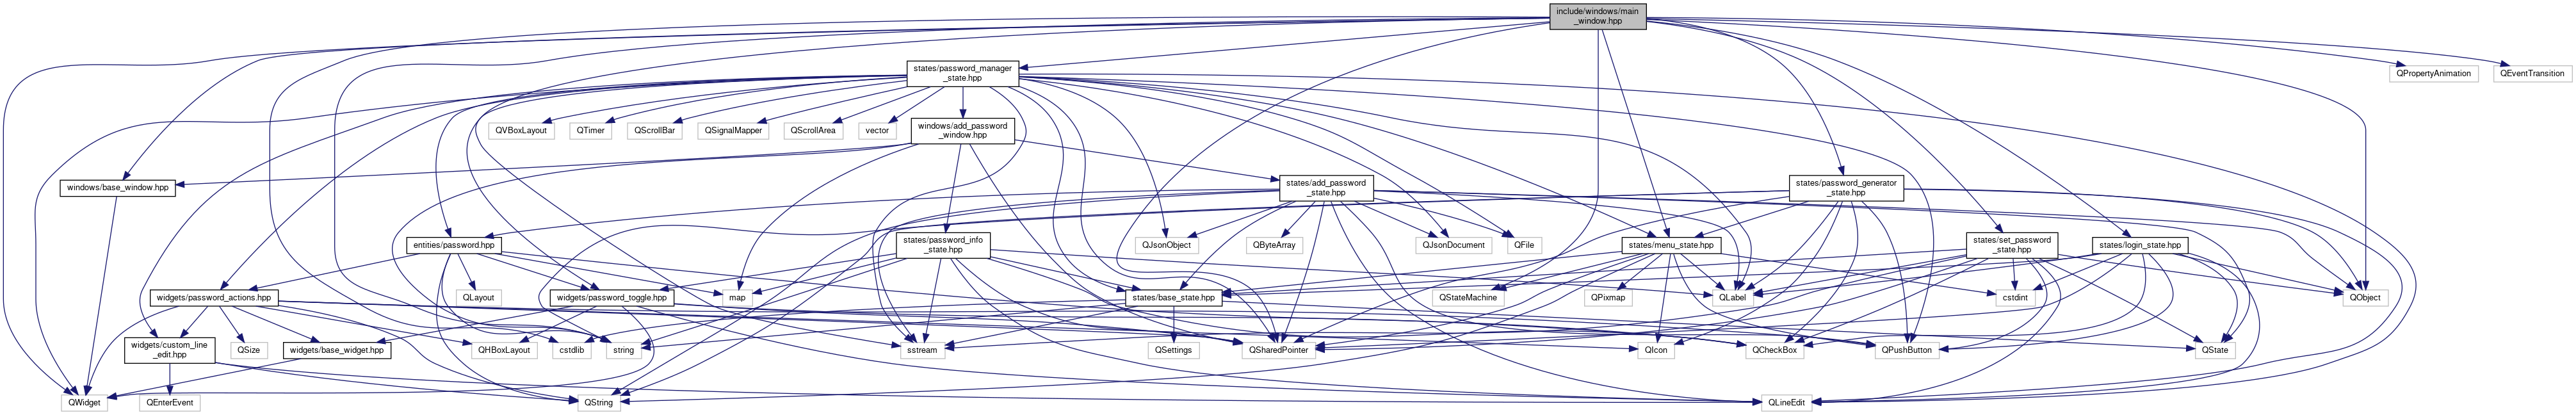 include/windows/main
_window.hpp
states/password_manager
_state.hpp
QPropertyAnimation
QEventTransition
QVBoxLayout
QTimer
QScrollBar
QSignalMapper
QScrollArea
vector
windows/add_password
_window.hpp
windows/base_window.hpp
states/add_password
_state.hpp
states/password_generator
_state.hpp
entities/password.hpp
states/password_info
_state.hpp
QJsonObject
QByteArray
QJsonDocument
QFile
states/menu_state.hpp
states/set_password
_state.hpp
states/login_state.hpp
widgets/password_actions.hpp
QLayout
widgets/password_toggle.hpp
map
states/base_state.hpp
QStateMachine
QPixmap
QLabel
cstdint
QObject
widgets/custom_line
_edit.hpp
QSize
widgets/base_widget.hpp
QHBoxLayout
cstdlib
string
sstream
QSettings
QSharedPointer
QIcon
QCheckBox
QPushButton
QState
QWidget
QEnterEvent
QString
QLineEdit